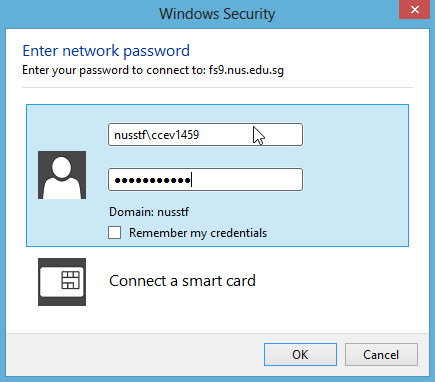 Windows Security
Enter network password
Enter your password to connect to: fs9.nus.edu.sg
nusstf\ccev1459
●●●●●●●●●●●
Domain: nusstf
Remember my credentials
Connect a smart card
OK
Cancel